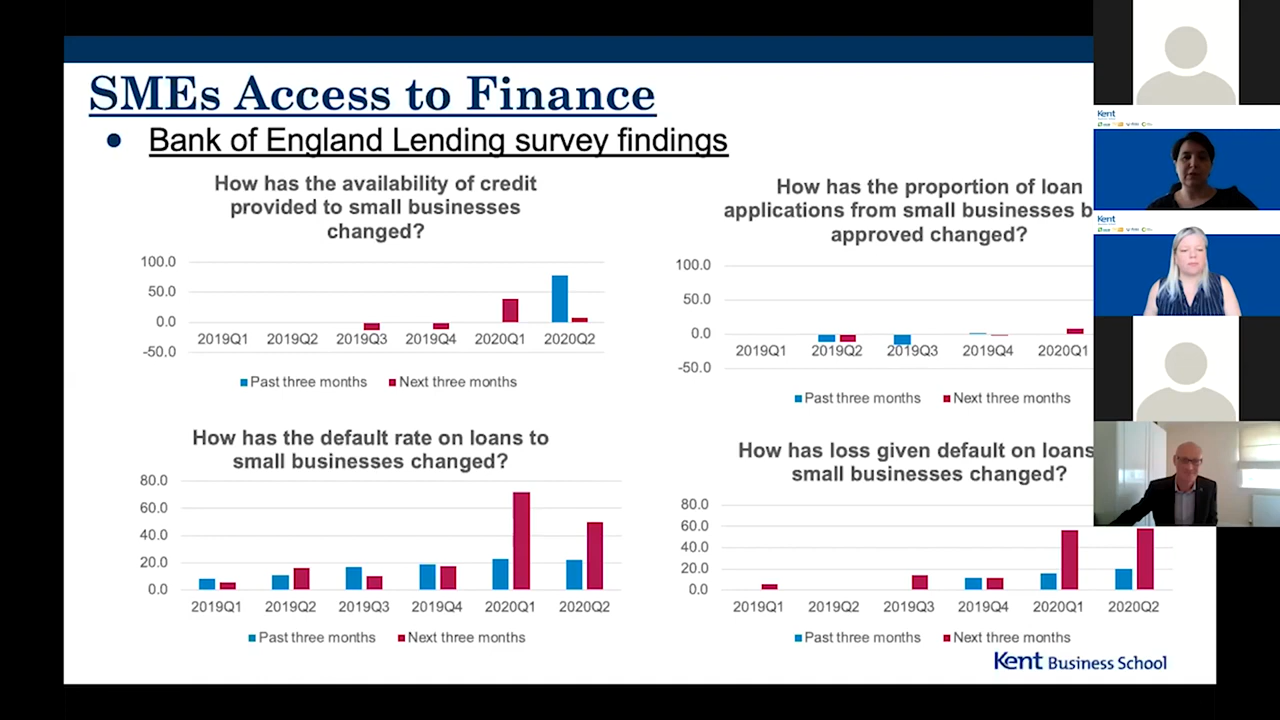 SMEs Access to Finance
● Bank of England Lending survey findings
How has the availability of credit
provided to small businesses
changed?
100.0
50.0
0.0
-50.0
2019Q1 2019Q2 2019Q3 2019Q4 2020Q1 2020Q2
Past three months Next three months
How has the proportion of loan
applications from small businesses b
approved changed?
100.0
50.0
0.0
-50.0
2019Q1 2019Q2 2019Q3 2019Q4 2020Q1
Past three months Next three months
How has the default rate on loans to
small businesses changed?
80.0
60.0
40.0
20.0
0.0
2019Q1 2019Q2 2019Q3 2019Q4 2020Q1 2020Q2
Past three months Next three months
How has loss given default on loans
small businesses changed?
80.0
60.0
40.0
20.0
0.0
2019Q1 2019Q2 2019Q3 2019Q4 2020Q1 2020Q2
Past three months Next three months
Kent Business School
Kent
Kent